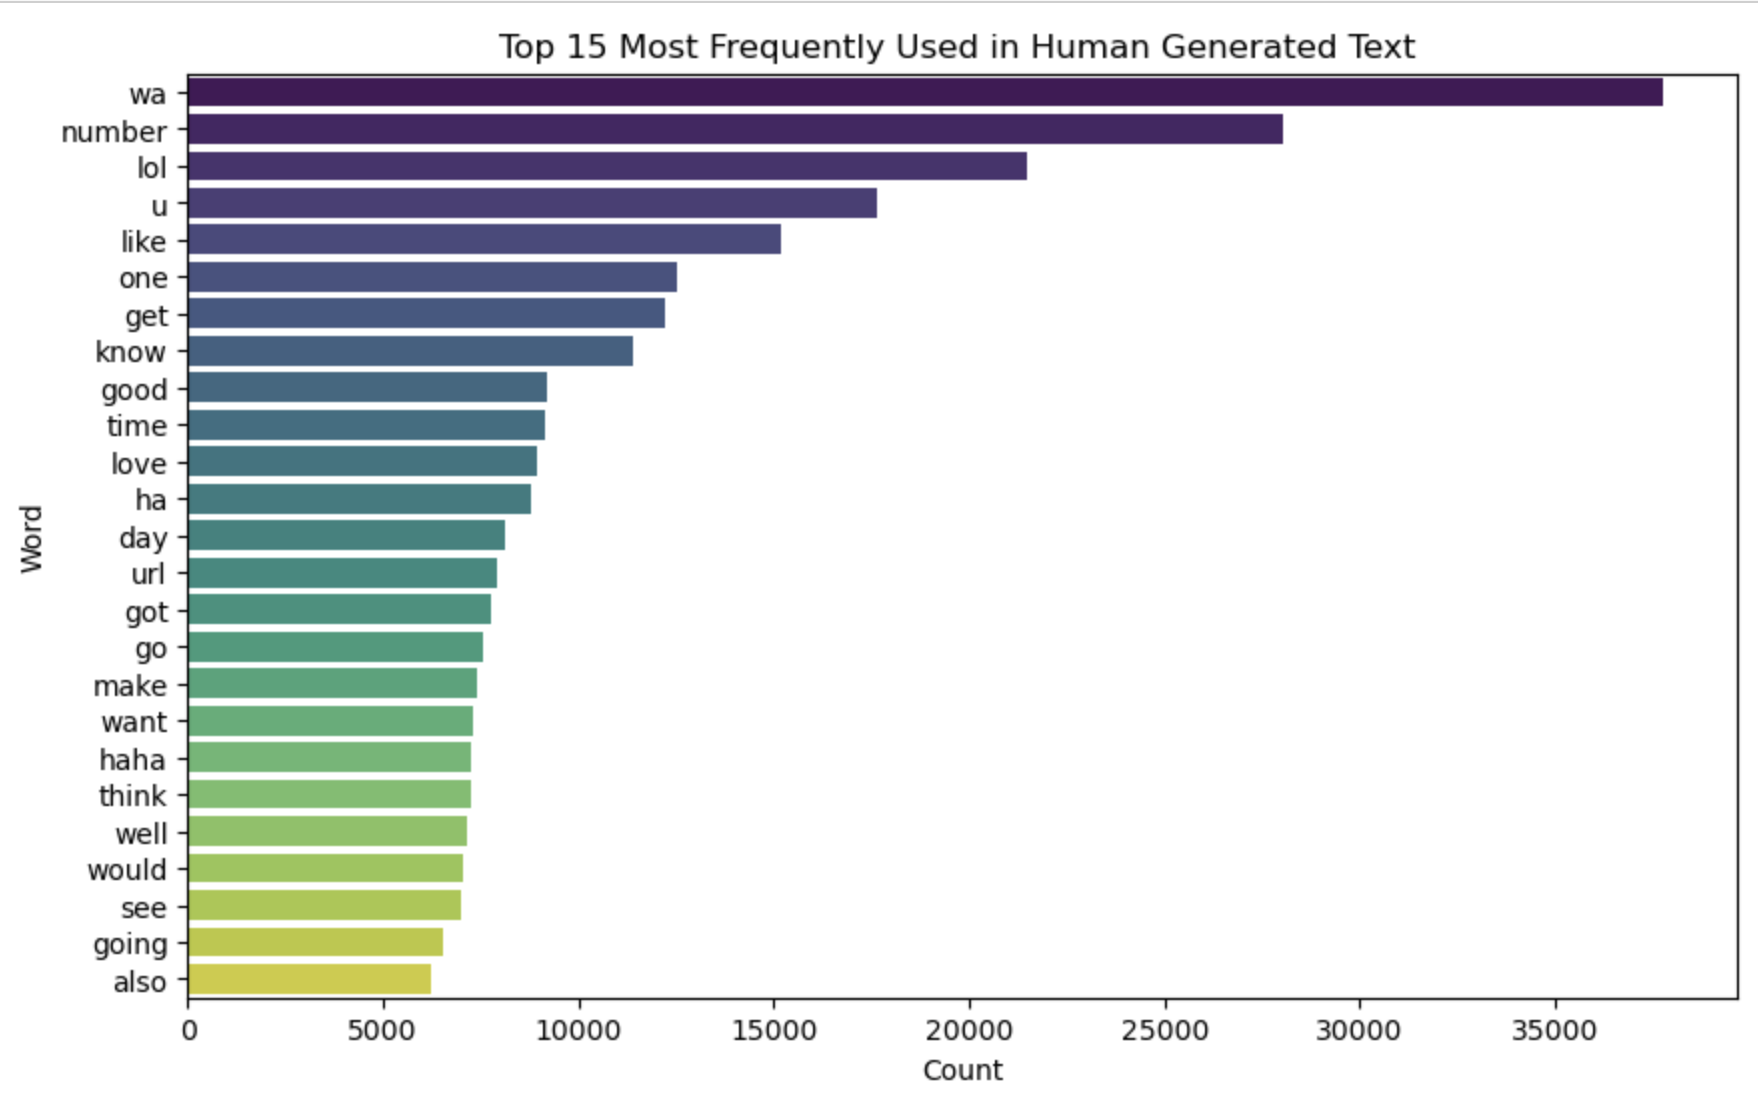 Top 15 Most Frequently Used in Human Generated Text
wa
number
lol
u
like
one
get
know
good
time
love
ha
day
url
got
go
make
want
haha
think
well
would
see
going
also
Word
0 5000 10000 15000 20000 25000 30000 35000
Count